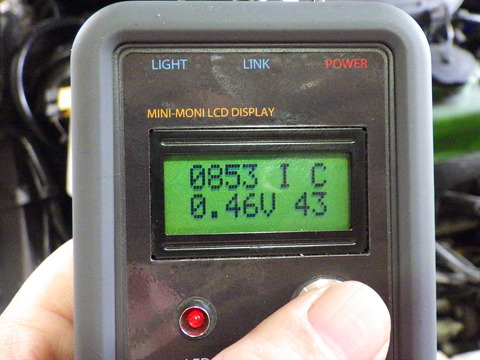 LIGHT LINK POWER
MINI-MONI LCD DISPLAY
0853 I C
0.46V 43